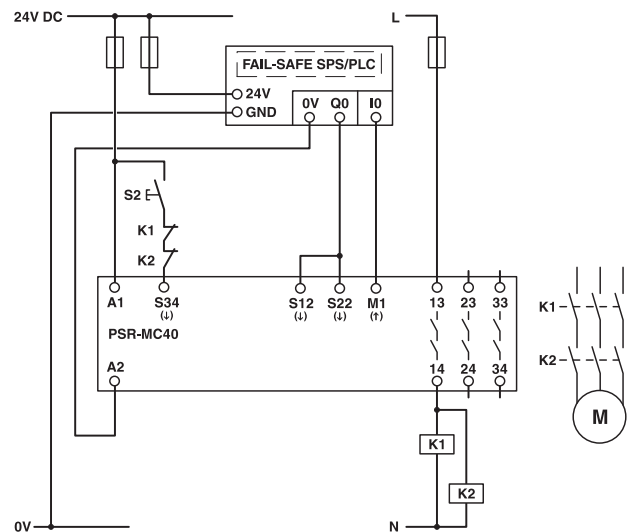 24V DC
L
FAIL-SAFE SPS/PLC
24V
GND
0V Q0 I0
S2
K1
K2
A1 S34 S12 S22 M1 13 23 33
(↓) (↓) (↓) (↑)
PSR-MC40
A2 14 24 34
K1
K2
M
K1
K2
0V
N